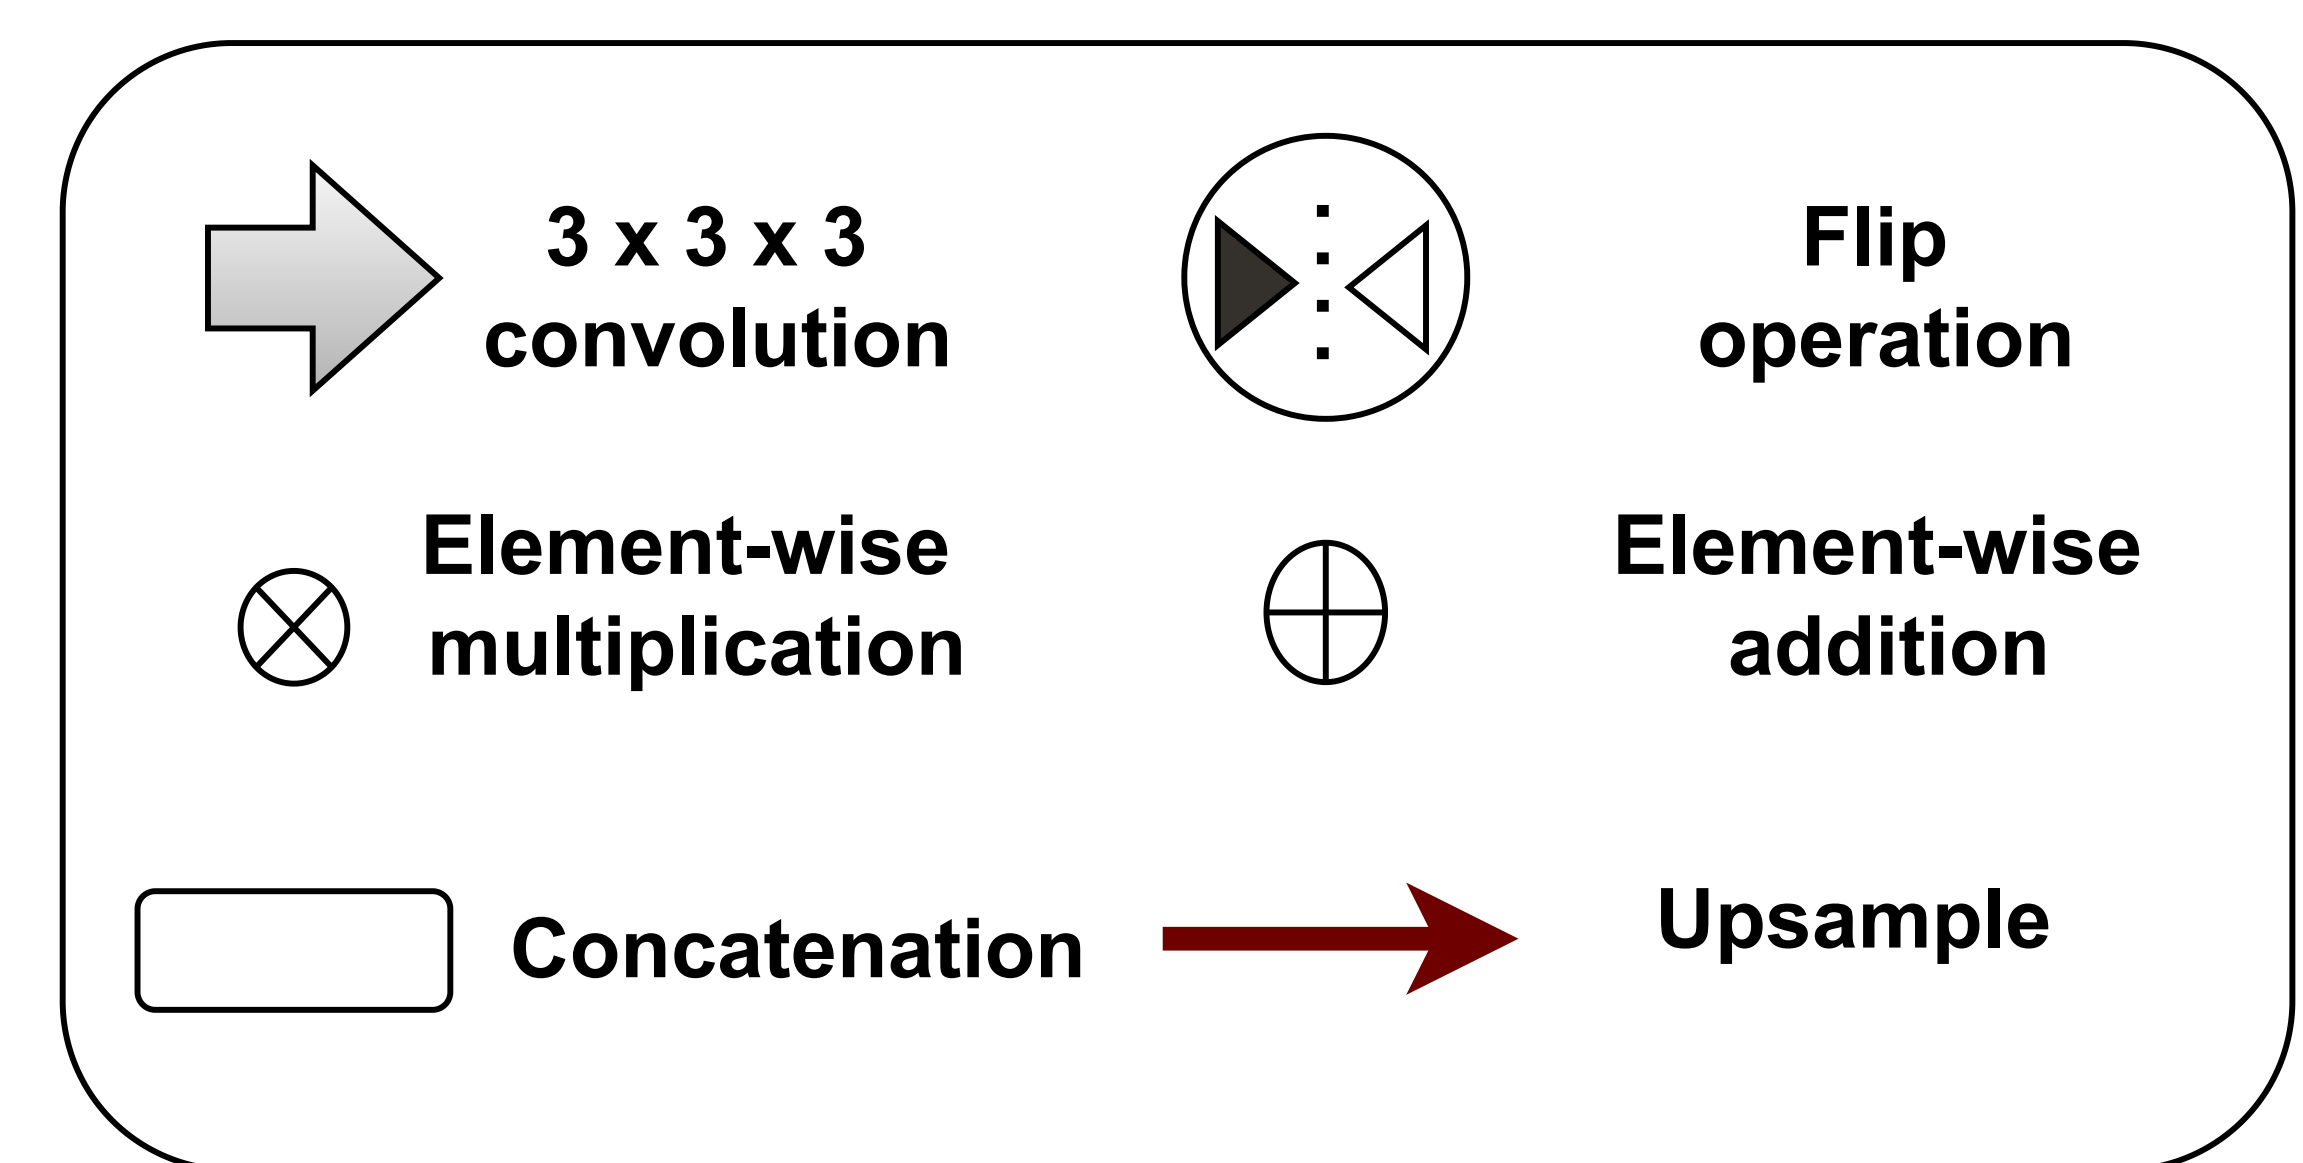 3 x 3 x 3
convolution
Flip
operation
Element-wise
multiplication
Element-wise
addition
Concatenation
Upsample